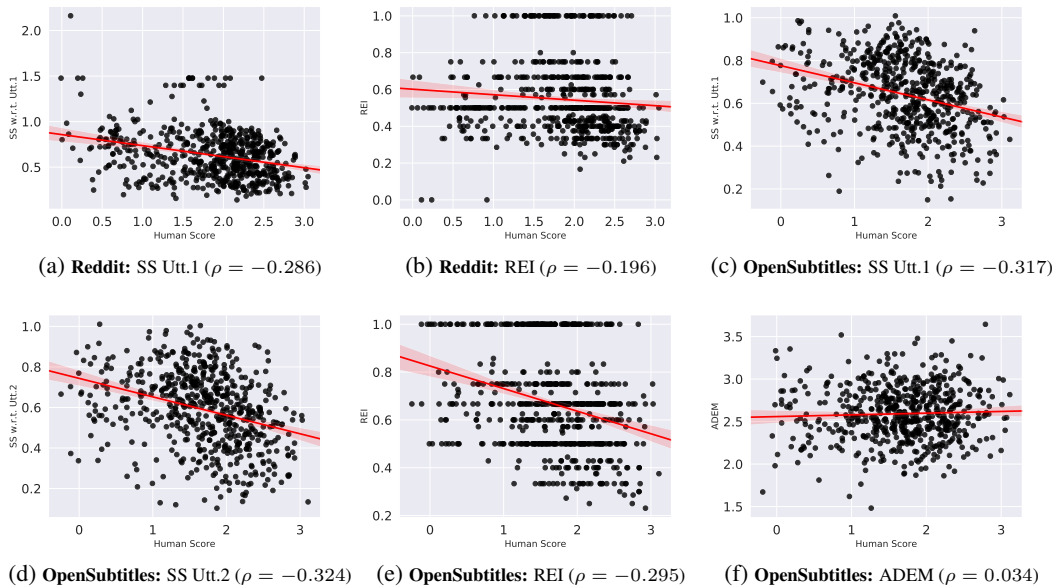 2.0
1.5
1.0
0.5
SS w.r.t. Utt.1
0.0 0.5 1.0 1.5 2.0 2.5 3.0
Human Score
(a) Reddit: SS Utt.1 (ρ = −0.286)
1.0
0.8
0.6
0.4
0.2
0.0
REI
0.0 0.5 1.0 1.5 2.0 2.5 3.0
Human Score
(b) Reddit: REI (ρ = −0.196)
1.0
0.8
0.6
0.4
0.2
SS w.r.t. Utt.1
0 1 2 3
Human Score
(c) OpenSubtitles: SS Utt.1 (ρ = −0.317)
1.0
0.8
0.6
0.4
0.2
SS w.r.t. Utt.2
0 1 2 3
Human Score
(d) OpenSubtitles: SS Utt.2 (ρ = −0.324)
1.0
0.8
0.6
0.4
0.2
REI
0 1 2 3
Human Score
(e) OpenSubtitles: REI (ρ = −0.295)
3.5
3.0
2.5
2.0
1.5
ADEM
0 1 2 3
Human Score
(f) OpenSubtitles: ADEM (ρ = 0.034)